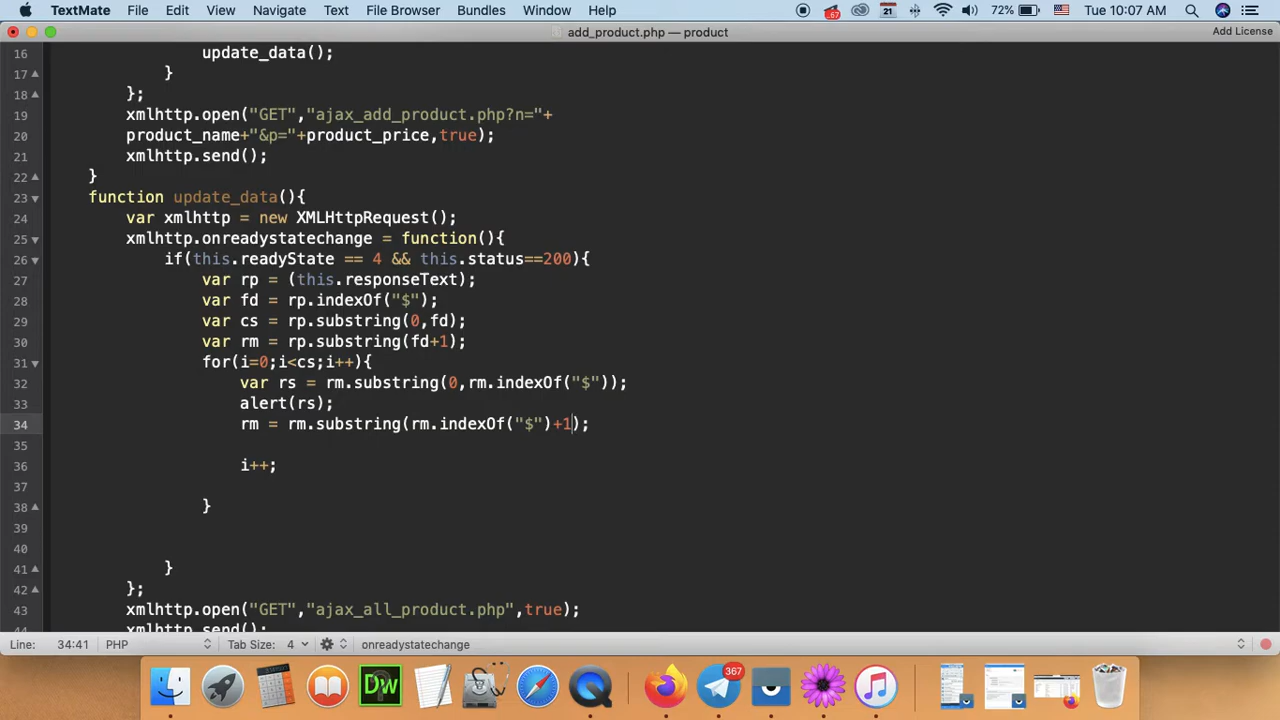 TextMate File Edit View Navigate Text File Browser Bundles Window Help 67 21 72% Tue 10:07 AM
add_product.php — product Add License
16 update_data();
17 }
18 };
19 xmlhttp.open("GET","ajax_add_product.php?n="+
20 product_name+"&p="+product_price,true);
21 xmlhttp.send();
22 }
23 function update_data(){
24 var xmlhttp = new XMLHttpRequest();
25 xmlhttp.onreadystatechange = function(){
26 if(this.readyState == 4 && this.status==200){
27 var rp = (this.responseText);
28 var fd = rp.indexOf("$");
29 var cs = rp.substring(0,fd);
30 var rm = rp.substring(fd+1);
31 for(i=0;i<cs;i++){
32 var rs = rm.substring(0,rm.indexOf("$"));
33 alert(rs);
34 rm = rm.substring(rm.indexOf("$")+1);
35
36 i++;
37
38 }
39
40
41 }
42 };
43 xmlhttp.open("GET","ajax_all_product.php",true);
44 xmlhttp.send();
Line: 34:41 PHP Tab Size: 4 onreadystatechange
Dw 367